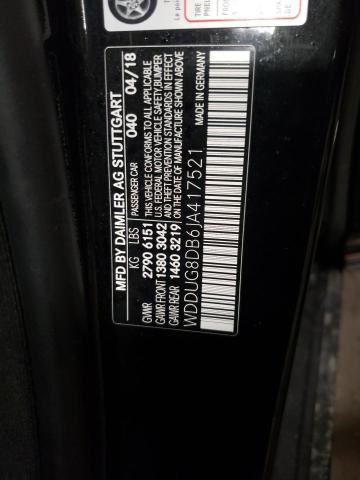 MFD BY DAIMLER AG STUTTGART
PASSENGER CAR 040 04/18
KG LBS
THIS VEHICLE CONFORMS TO ALL APPLICABLE
GVWR 2790 6151 U.S. FEDERAL MOTOR VEHICLE SAFETY, BUMPER
GAWR FRONT 1380 3042 AND THEFT PREVENTION STANDARDS IN EFFECT
GAWR REAR 1460 3219 ON THE DATE OF MANUFACTURE SHOWN ABOVE
WDDUG8DB6JA417521 MADE IN GERMANY
TIRE
PNEU